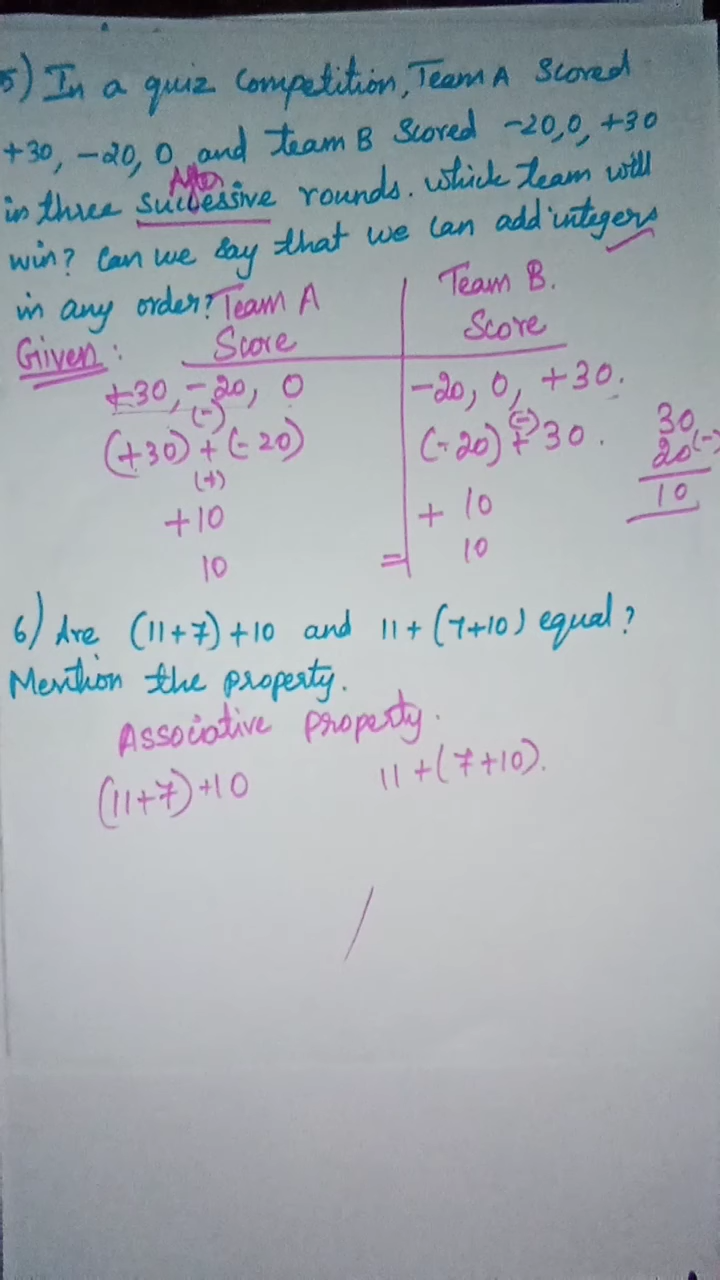 5) In a quiz competition, Team A scored
+30, -20, 0 and team B scored -20, 0, +30
in three successive rounds. which team will
win? Can we say that we can add integers
in any order?
Given :
Team A
Score
Team B.
Score
+30, -20, 0
-20, 0, +30.
(-)
(+30) + (-20)
(-)
(-20) + 30.
30
20(-)
10
(+)
+10
+ 10
10
=
10
6) Are (11+7)+10 and 11+(7+10) equal?
Mention the property.
Associative property.
(11+7)+10
11+(7+10).